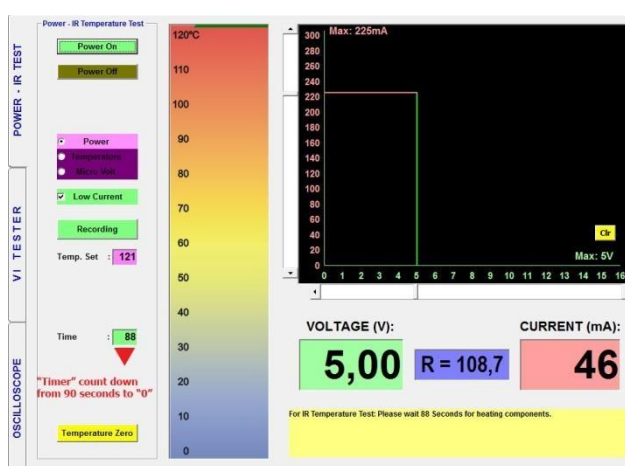 Power - IR Temperature Test
POWER - IR TEST
VI TESTER
OSCILLOSCOPE
Power On
Power Off
Power
Temperature
Micro Volt
Low Current
Recording
Temp. Set : 121
Time : 88
"Timer" count down
from 90 seconds to "0"
Temperature Zero
120°C
110
100
90
80
70
60
50
40
30
20
10
0
Max: 225mA
300
280
260
240
220
200
180
160
140
120
100
80
60
40
20
0
Clr
Max: 5V
0 1 2 3 4 5 6 7 8 9 10 11 12 13 14 15 16
VOLTAGE (V):
5,00
R = 108,7
CURRENT (mA):
46
For IR Temperature Test: Please wait 88 Seconds for heating components.